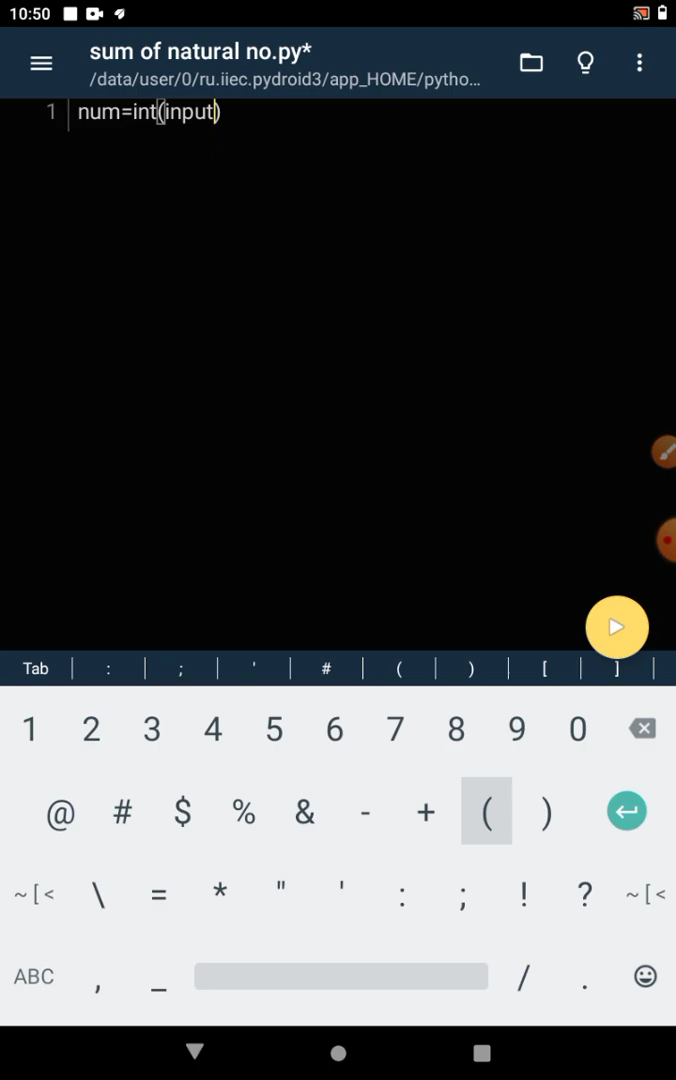 10:50
sum of natural no.py*
/data/user/0/ru.iiec.pydroid3/app_HOME/pytho...
1 num=int(input)
Tab : ; ' # ( ) [ ]
1 2 3 4 5 6 7 8 9 0
@ # $ % & - + ( )
~[< \ = * " ' : ; ! ? ~[<
ABC , _ / .